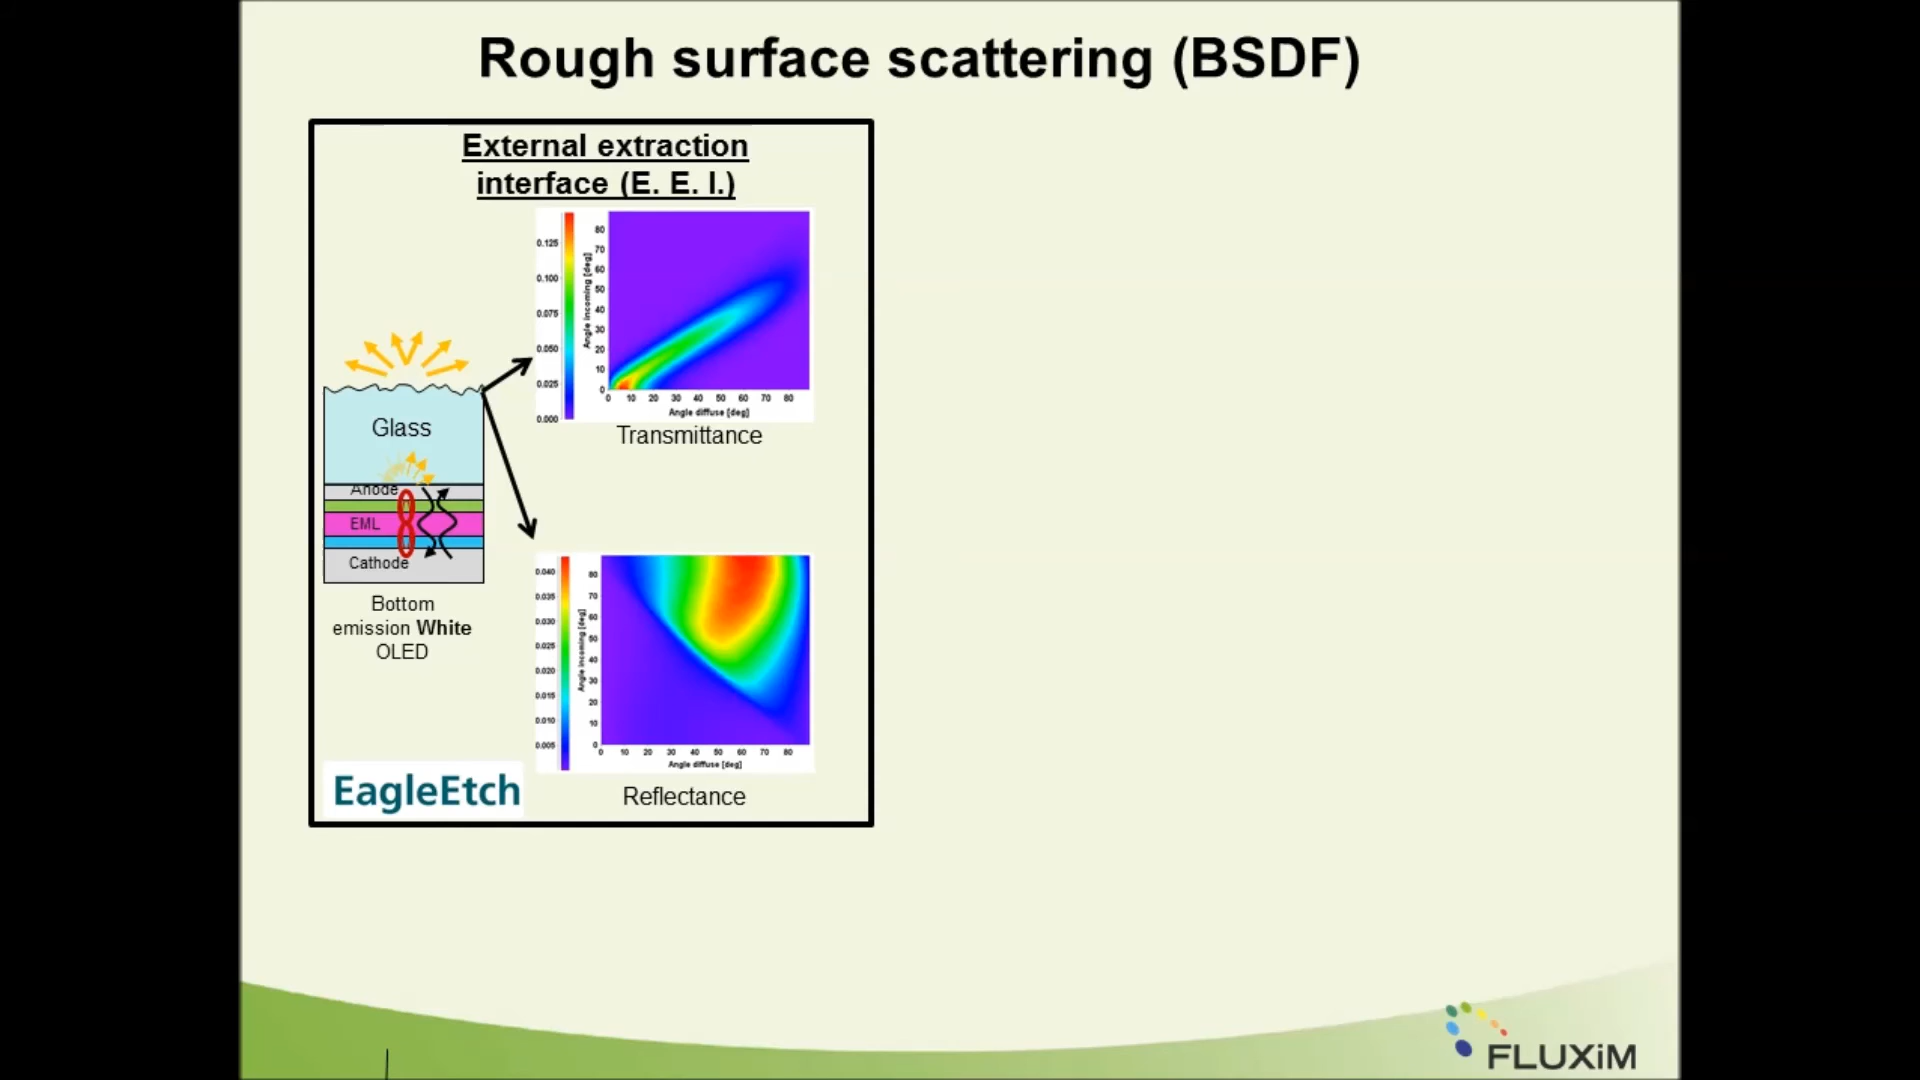 Rough surface scattering (BSDF)
External extraction
interface (E. E. I.)
0.125
0.100
0.075
0.050
0.025
0.000
Angle incoming [deg]
80
70
60
50
40
30
20
10
0
0 10 20 30 40 50 60 70 80
Angle diffuse [deg]
Transmittance
Glass
Anode
EML
Cathode
Bottom
emission White
OLED
0.040
0.035
0.030
0.025
0.020
0.015
0.010
0.005
Angle incoming [deg]
80
70
60
50
40
30
20
10
0
0 10 20 30 40 50 60 70 80
Angle diffuse [deg]
Reflectance
EagleEtch
FLUXiM